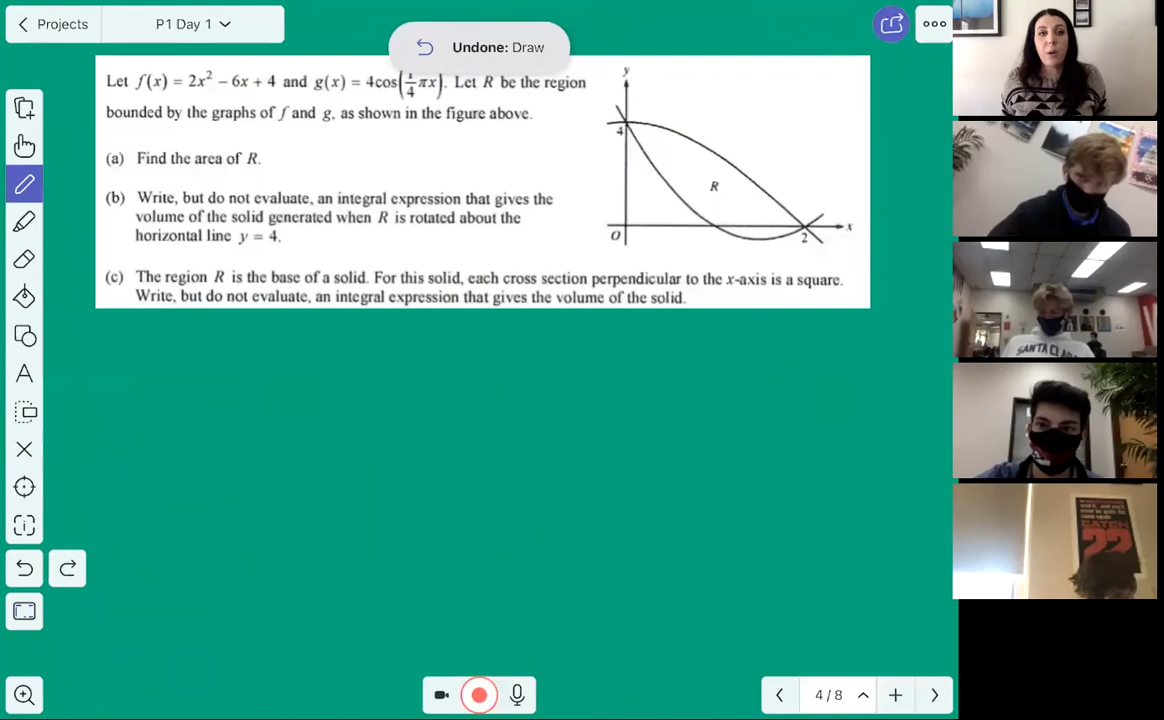 Projects
P1 Day 1
Undone: Draw
Let f(x) = 2x² − 6x + 4 and g(x) = 4cos(1/4 πx). Let R be the region
bounded by the graphs of f and g, as shown in the figure above.
(a) Find the area of R.
(b) Write, but do not evaluate, an integral expression that gives the
volume of the solid generated when R is rotated about the
horizontal line y = 4.
(c) The region R is the base of a solid. For this solid, each cross section perpendicular to the x-axis is a square.
Write, but do not evaluate, an integral expression that gives the volume of the solid.
y
4
R
O
2
x
A
4 / 8
SANTA CLA
CATCH
22